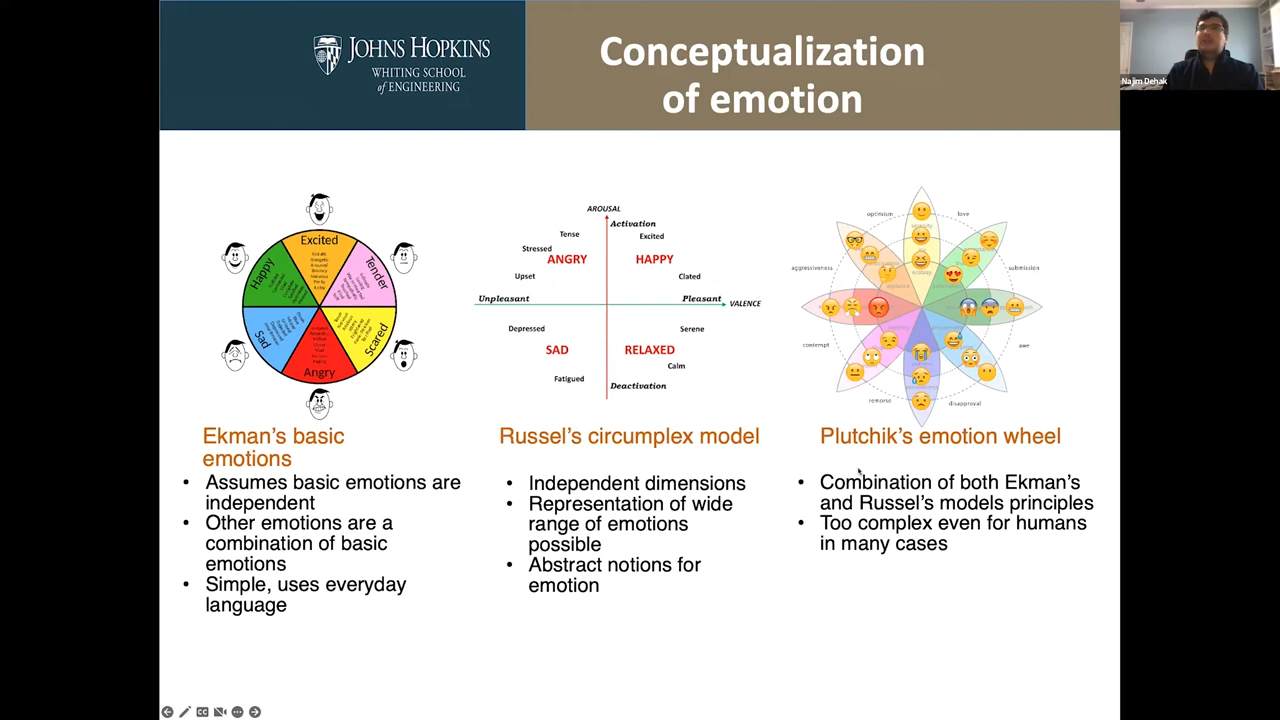 JOHNS HOPKINS
WHITING SCHOOL
of ENGINEERING
Conceptualization
of emotion
Najim Dehak
Excited
Tender
Scared
Angry
Sad
Happy
Ekman's basic
emotions
• Assumes basic emotions are
independent
• Other emotions are a
combination of basic
emotions
• Simple, uses everyday
language
AROUSAL
Activation
Tense
Excited
Stressed
ANGRY
HAPPY
Upset
Clated
Unpleasant
Pleasant
VALENCE
Depressed
Serene
SAD
RELAXED
Calm
Fatigued
Deactivation
Russel's circumplex model
• Independent dimensions
• Representation of wide
range of emotions
possible
• Abstract notions for
emotion
optimism
love
aggressiveness
submission
contempt
awe
remorse
disapproval
Plutchik's emotion wheel
• Combination of both Ekman's
and Russel's models principles
• Too complex even for humans
in many cases
CC